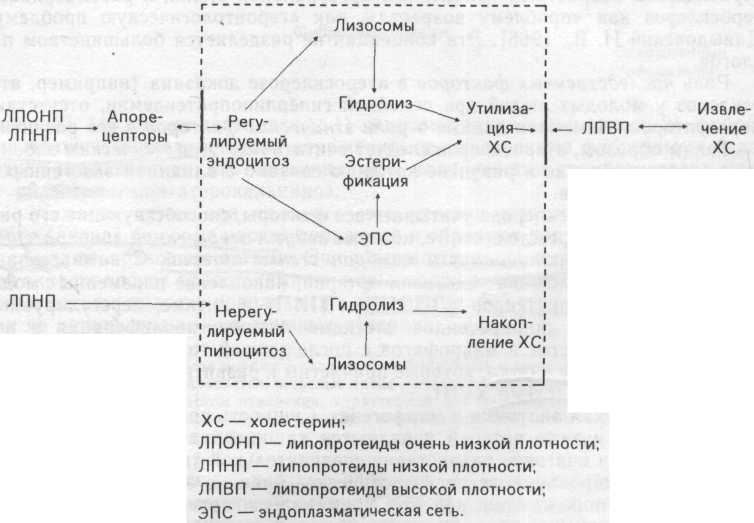 Лизосомы
ЛПОНП
ЛПНП
Апоре-
цепторы
Регу-
лируемый
эндоцитоз
Гидролиз
Утилиза-
ция
ХС
ЛПВП
Извле-
чение
ХС
Эстери-
фикация
ЭПС
ЛПНП
Нерегу-
лируемый
пиноцитоз
Гидролиз
Накоп-
ление ХС
Лизосомы
ХС — холестерин;
ЛПОНП — липопротеиды очень низкой плотности;
ЛПНП — липопротеиды низкой плотности;
ЛПВП — липопротеиды высокой плотности;
ЭПС — эндоплазматическая сеть.